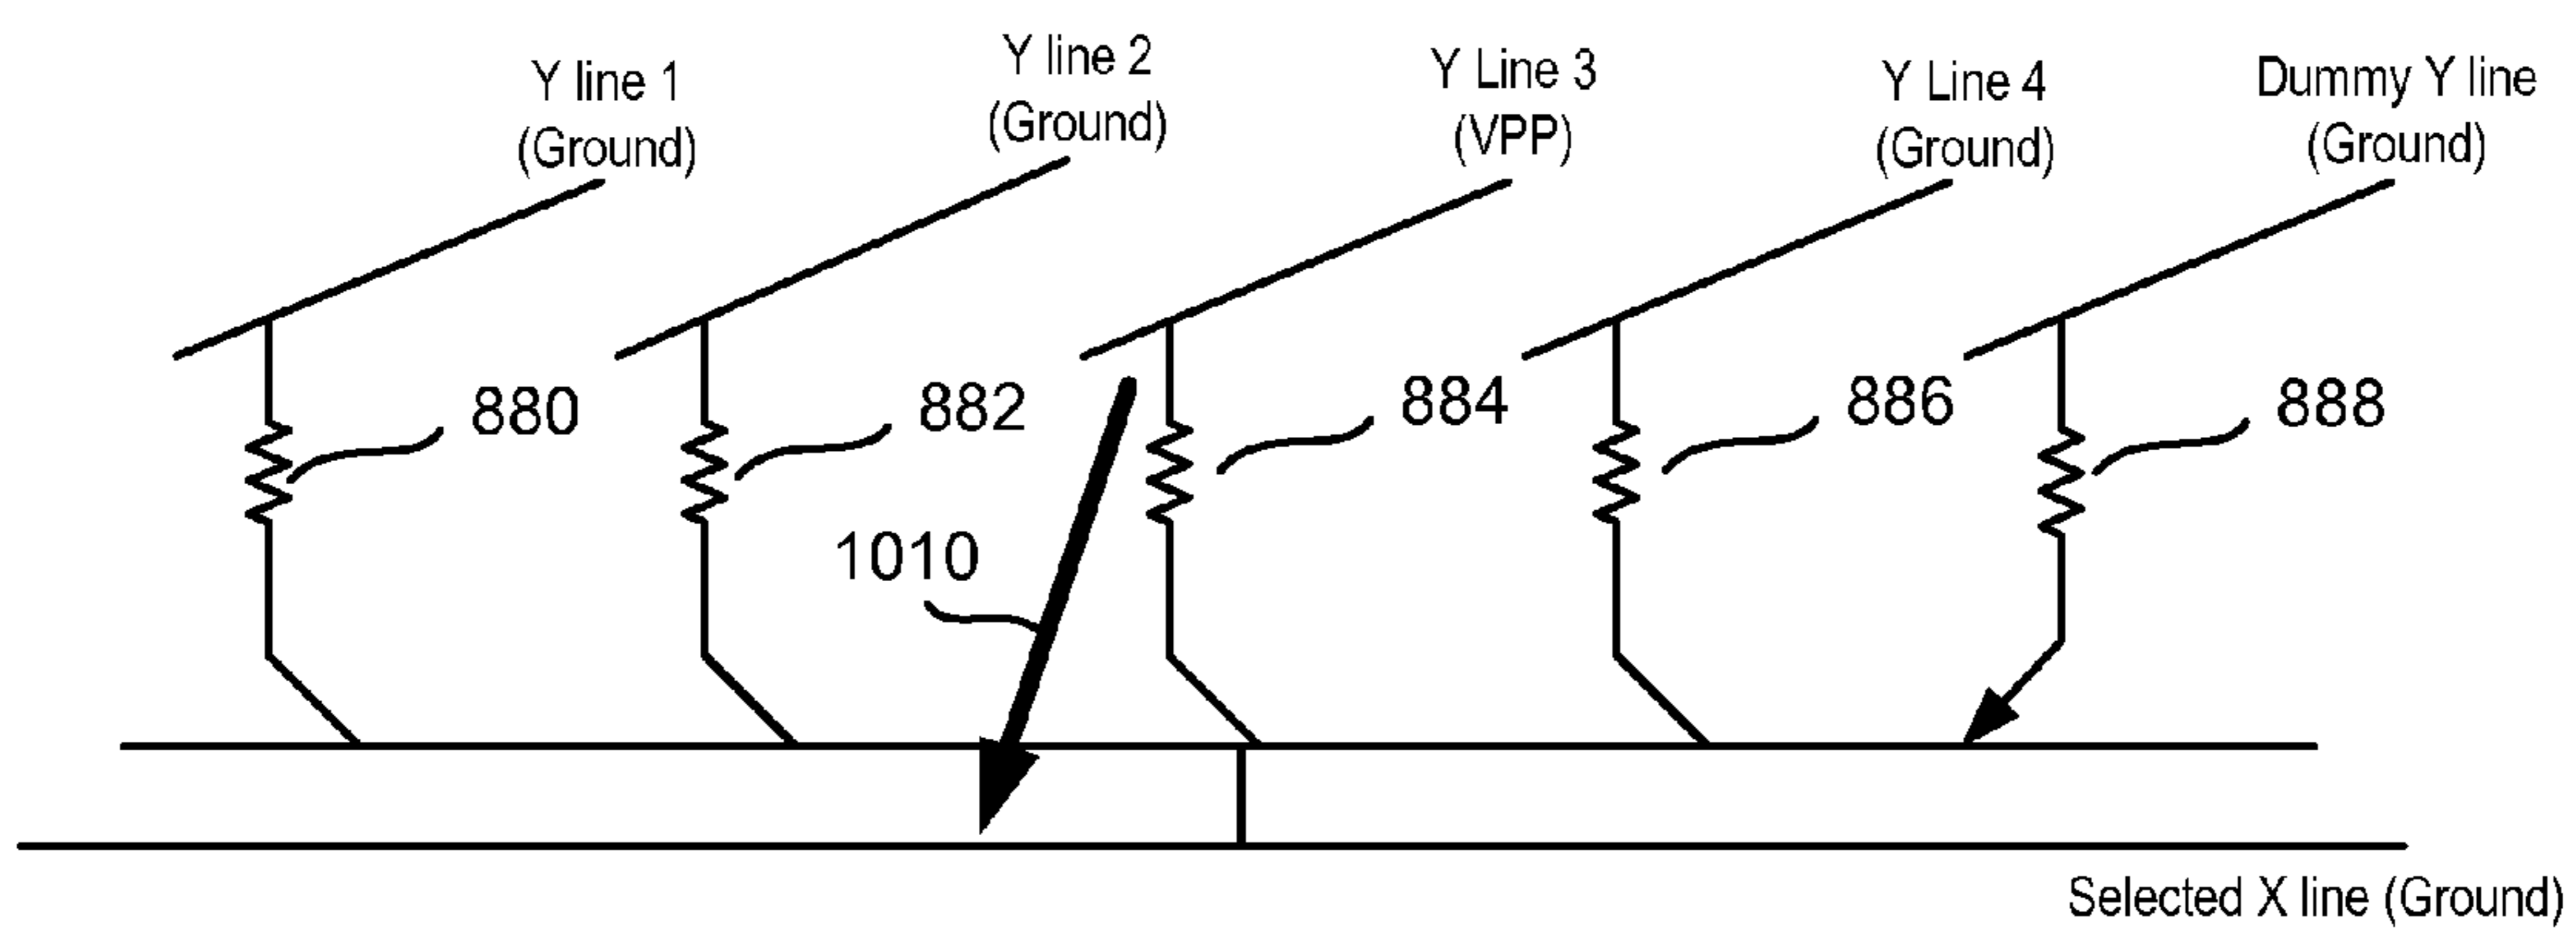 Y line 1
(Ground)
Y line 2
(Ground)
Y Line 3
(VPP)
Y Line 4
(Ground)
Dummy Y line
(Ground)
880
882
884
886
888
1010
Selected X line (Ground)